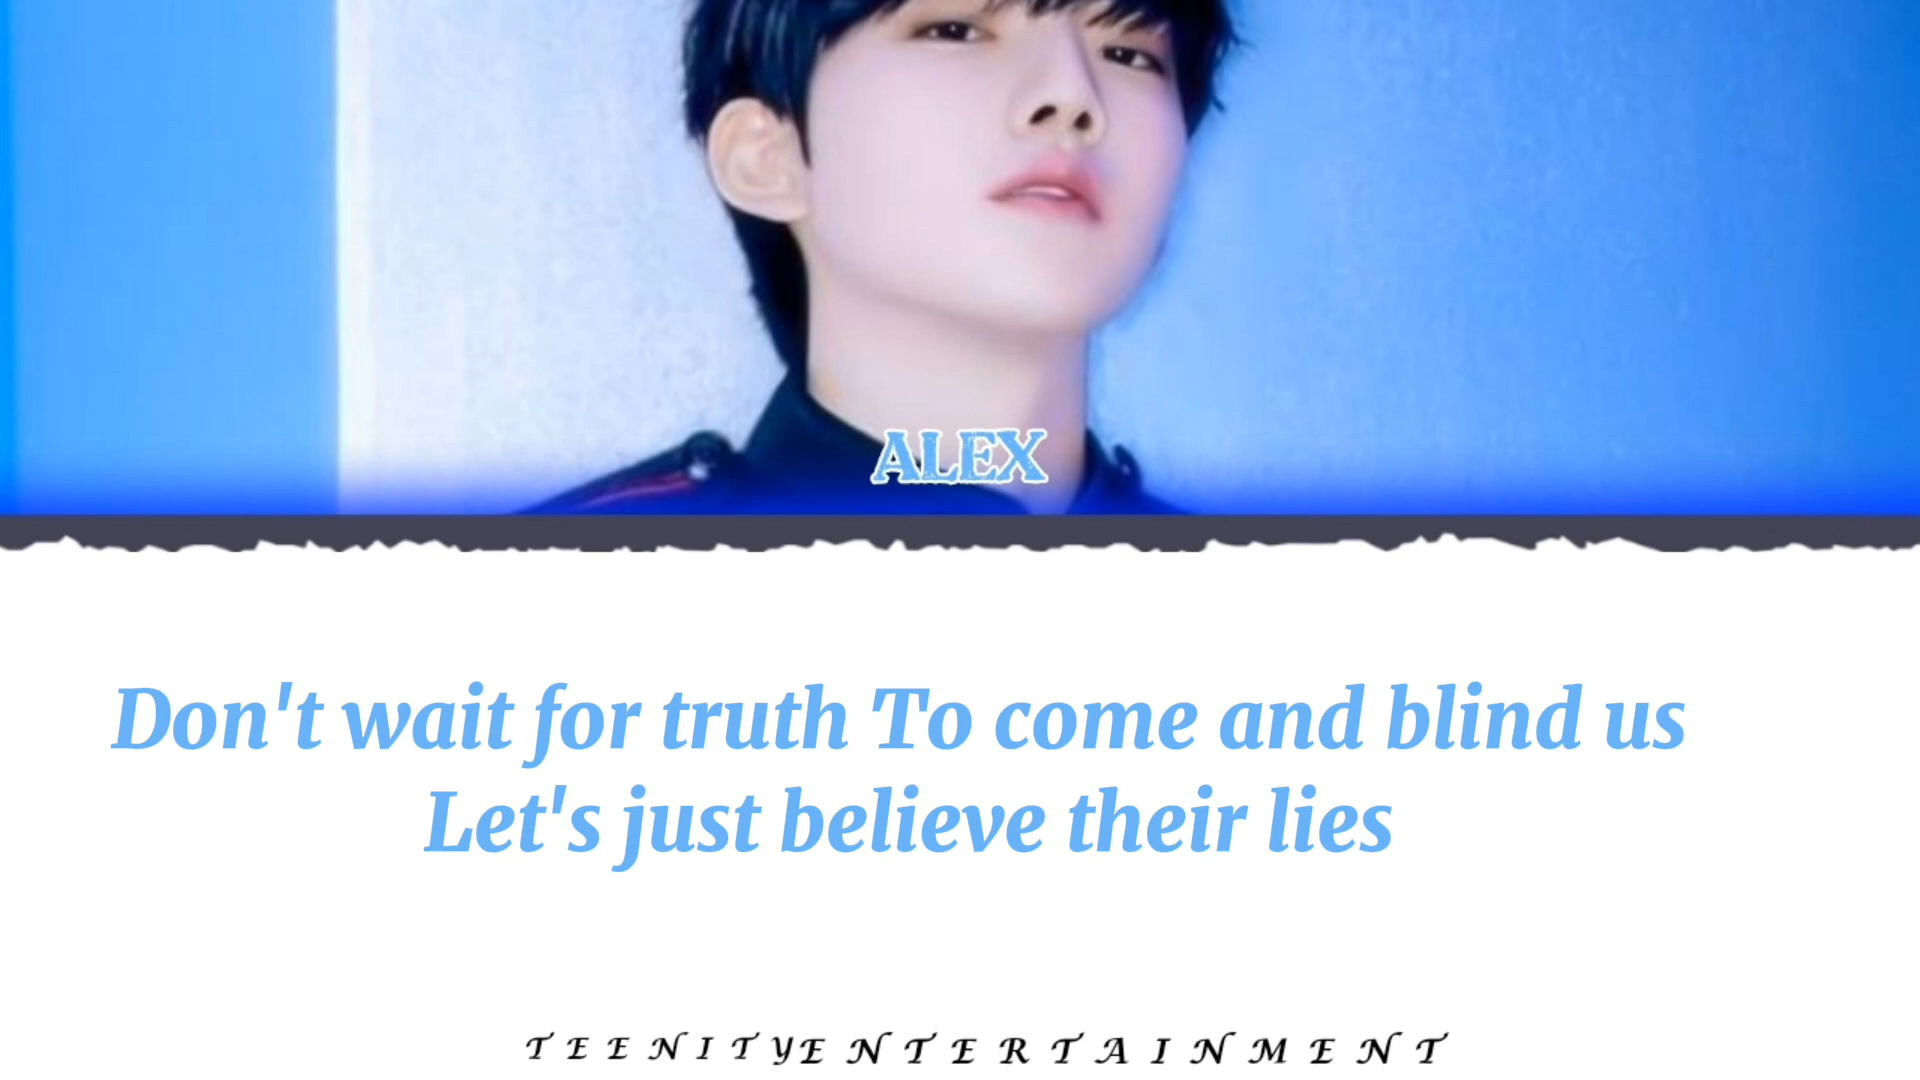 ALEX
Don't wait for truth To come and blind us
Let's just believe their lies
TEENITYENTERTAINMENT